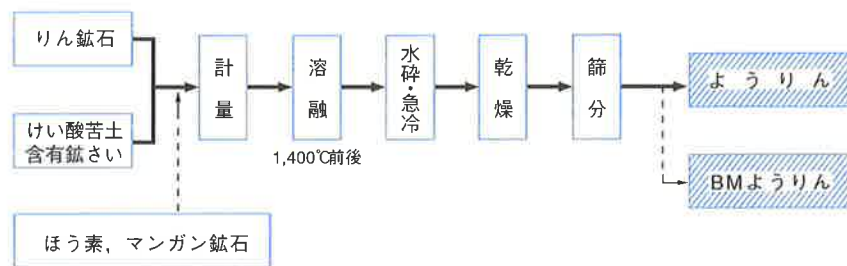 りん鉱石
けい酸苦土
含有鉱さい
ほう素，マンガン鉱石
計量
溶融
1,400℃前後
水砕・急冷
乾燥
篩分
ようりん
BMようりん